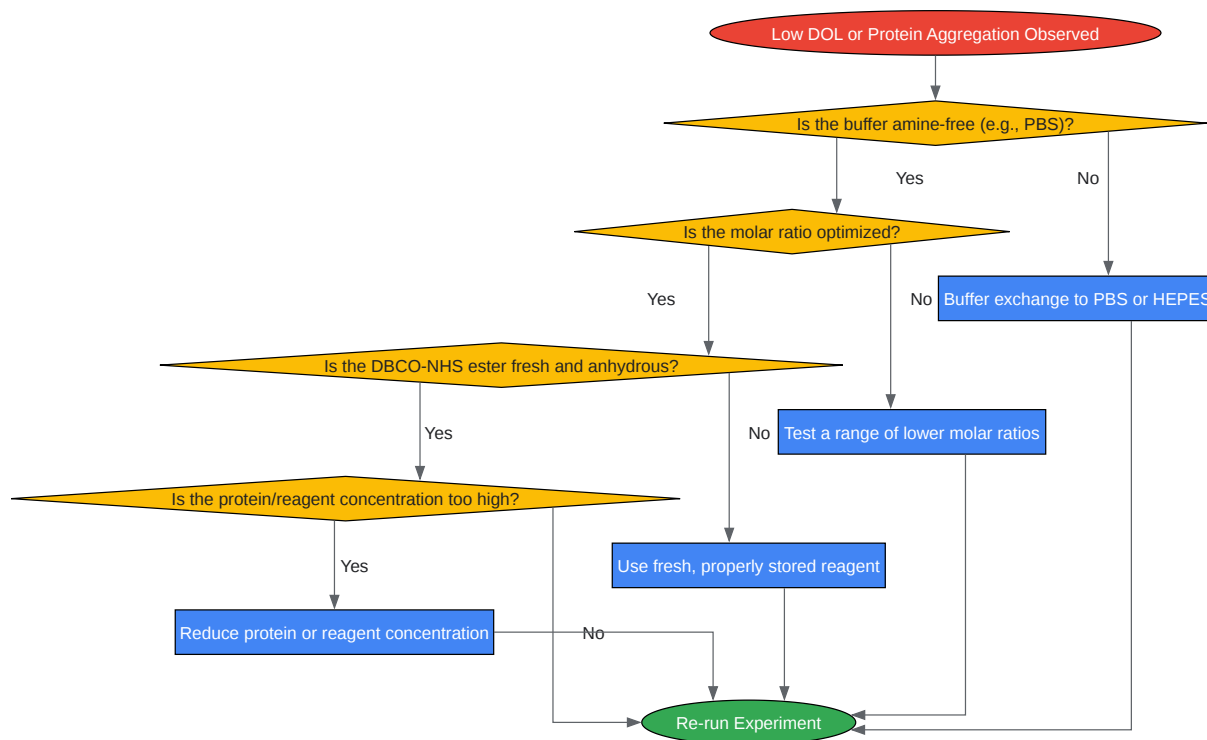 Low DOL or Protein Aggregation Observed
Is the buffer amine-free (e.g., PBS)?
Yes
No
Is the molar ratio optimized?
Yes
No
Buffer exchange to PBS or HEPES
Is the DBCO-NHS ester fresh and anhydrous?
Yes
No
Test a range of lower molar ratios
Is the protein/reagent concentration too high?
Yes
Use fresh, properly stored reagent
Reduce protein or reagent concentration
No
Re-run Experiment